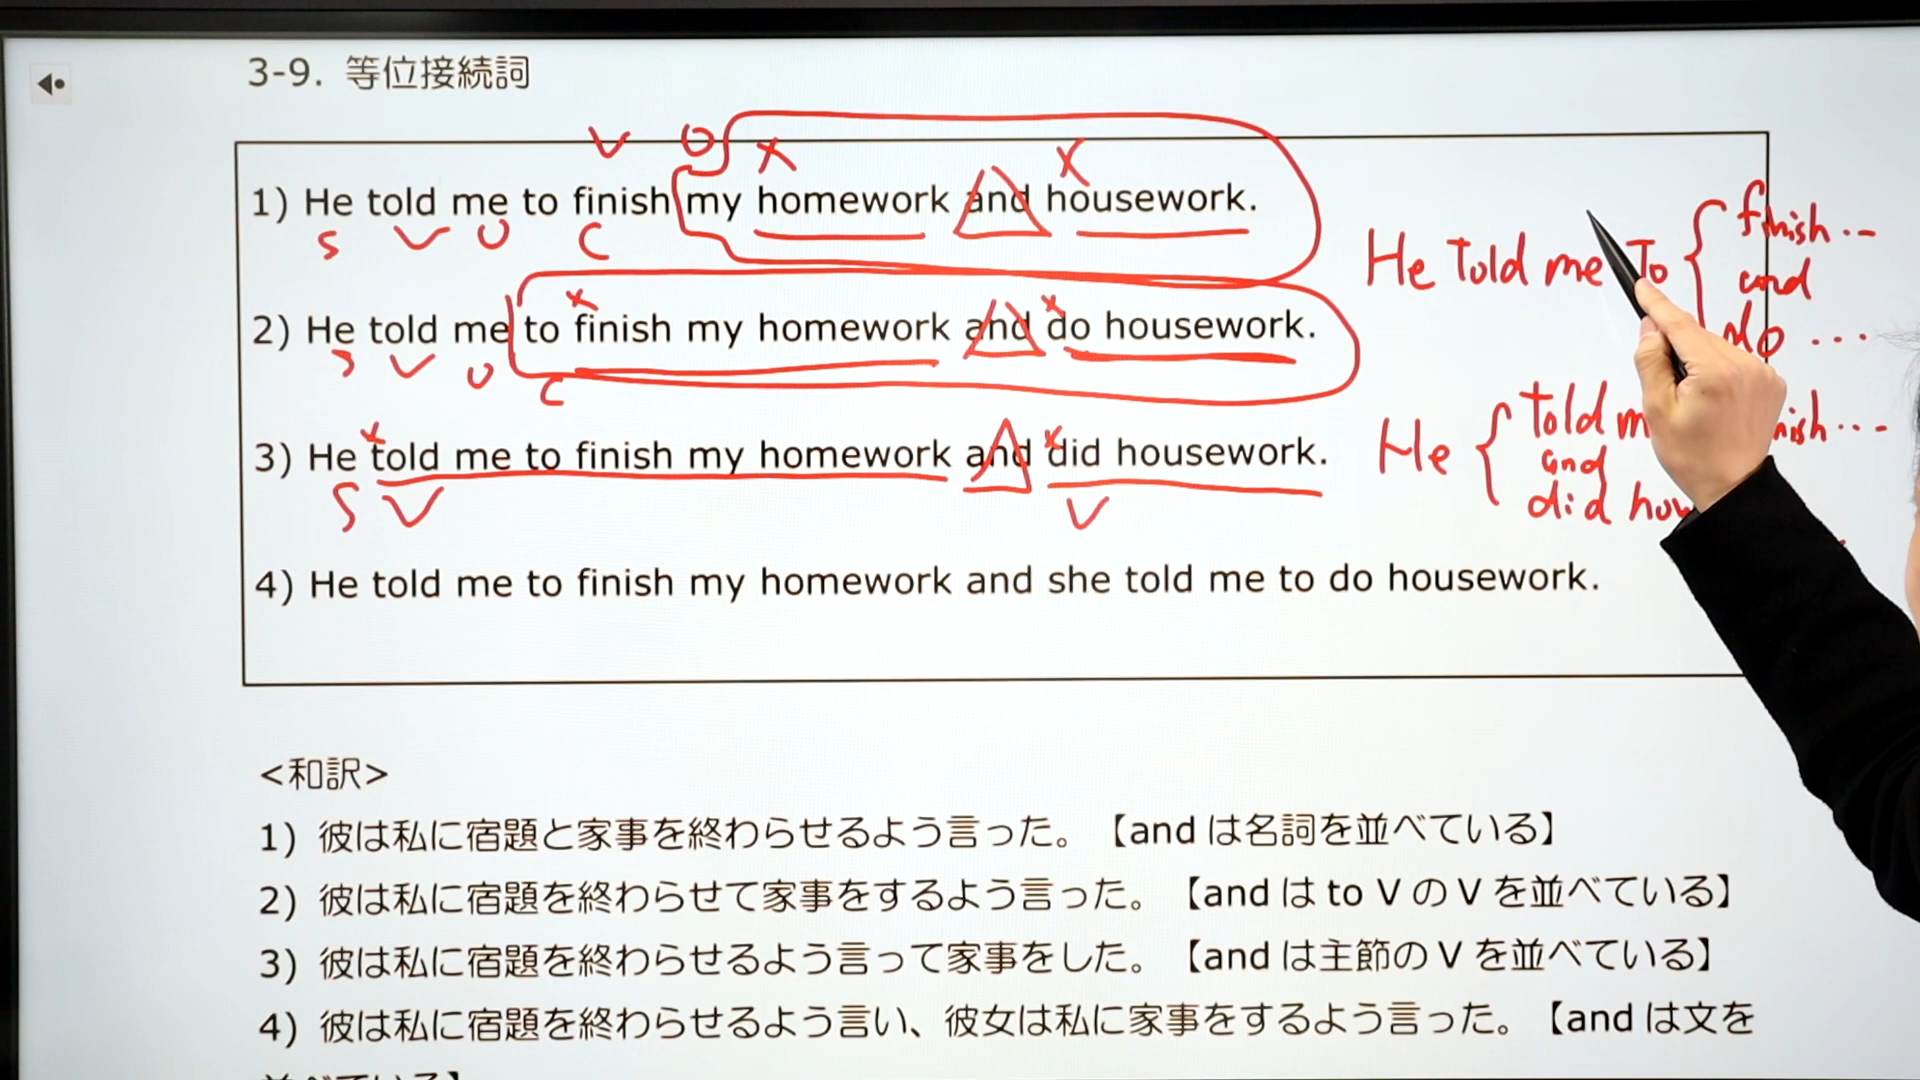 3-9. 等位接続詞
V O X X
1) He told me to finish my homework and housework.
S V O C
He told me to { finish...
and
do ...
X X
2) He told me to finish my homework and do housework.
S V O C
X X
3) He told me to finish my homework and did housework.
S V V
He { told
and
did
4) He told me to finish my homework and she told me to do housework.
<和訳>
1) 彼は私に宿題と家事を終わらせるよう言った。【and は名詞を並べている】
2) 彼は私に宿題を終わらせて家事をするよう言った。【and は to V の V を並べている】
3) 彼は私に宿題を終わらせるよう言って家事をした。【and は主節の V を並べている】
4) 彼は私に宿題を終わらせるよう言い、彼女は私に家事をするよう言った。【and は文を